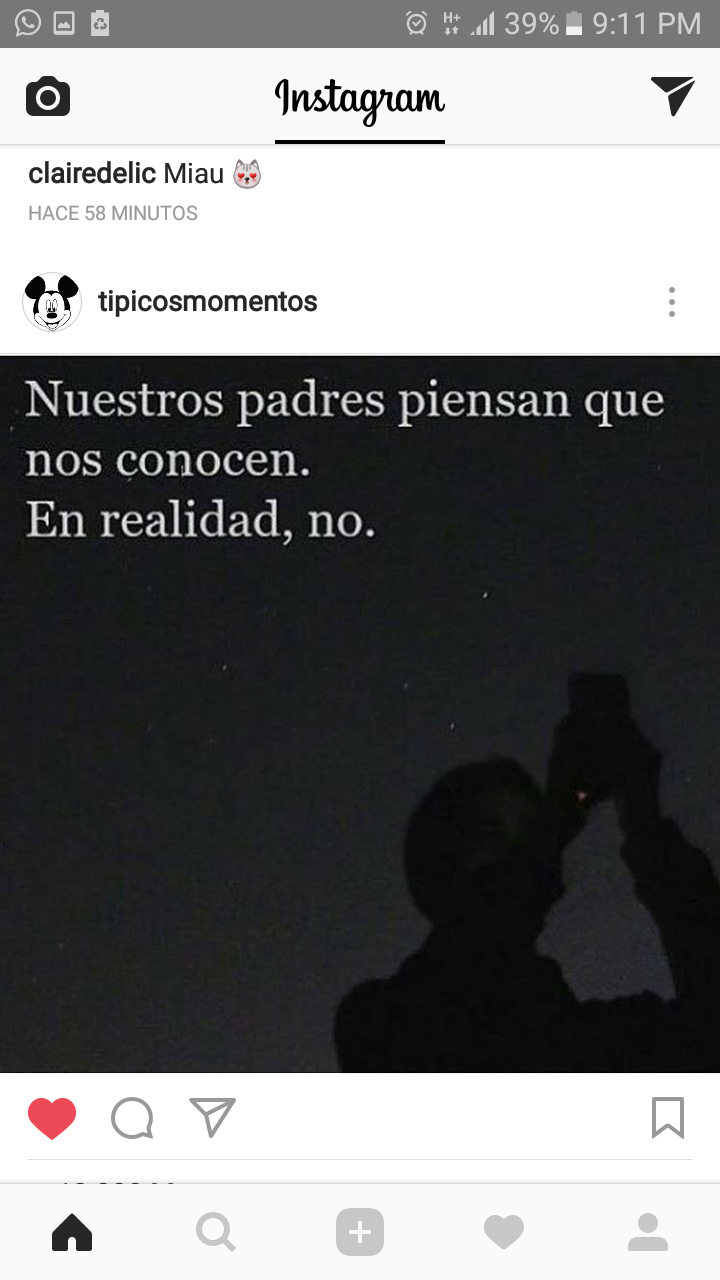 H+ 39% 9:11 PM
Instagram
clairedelic Miau
HACE 58 MINUTOS
tipicosmomentos
Nuestros padres piensan que
nos conocen.
En realidad, no.